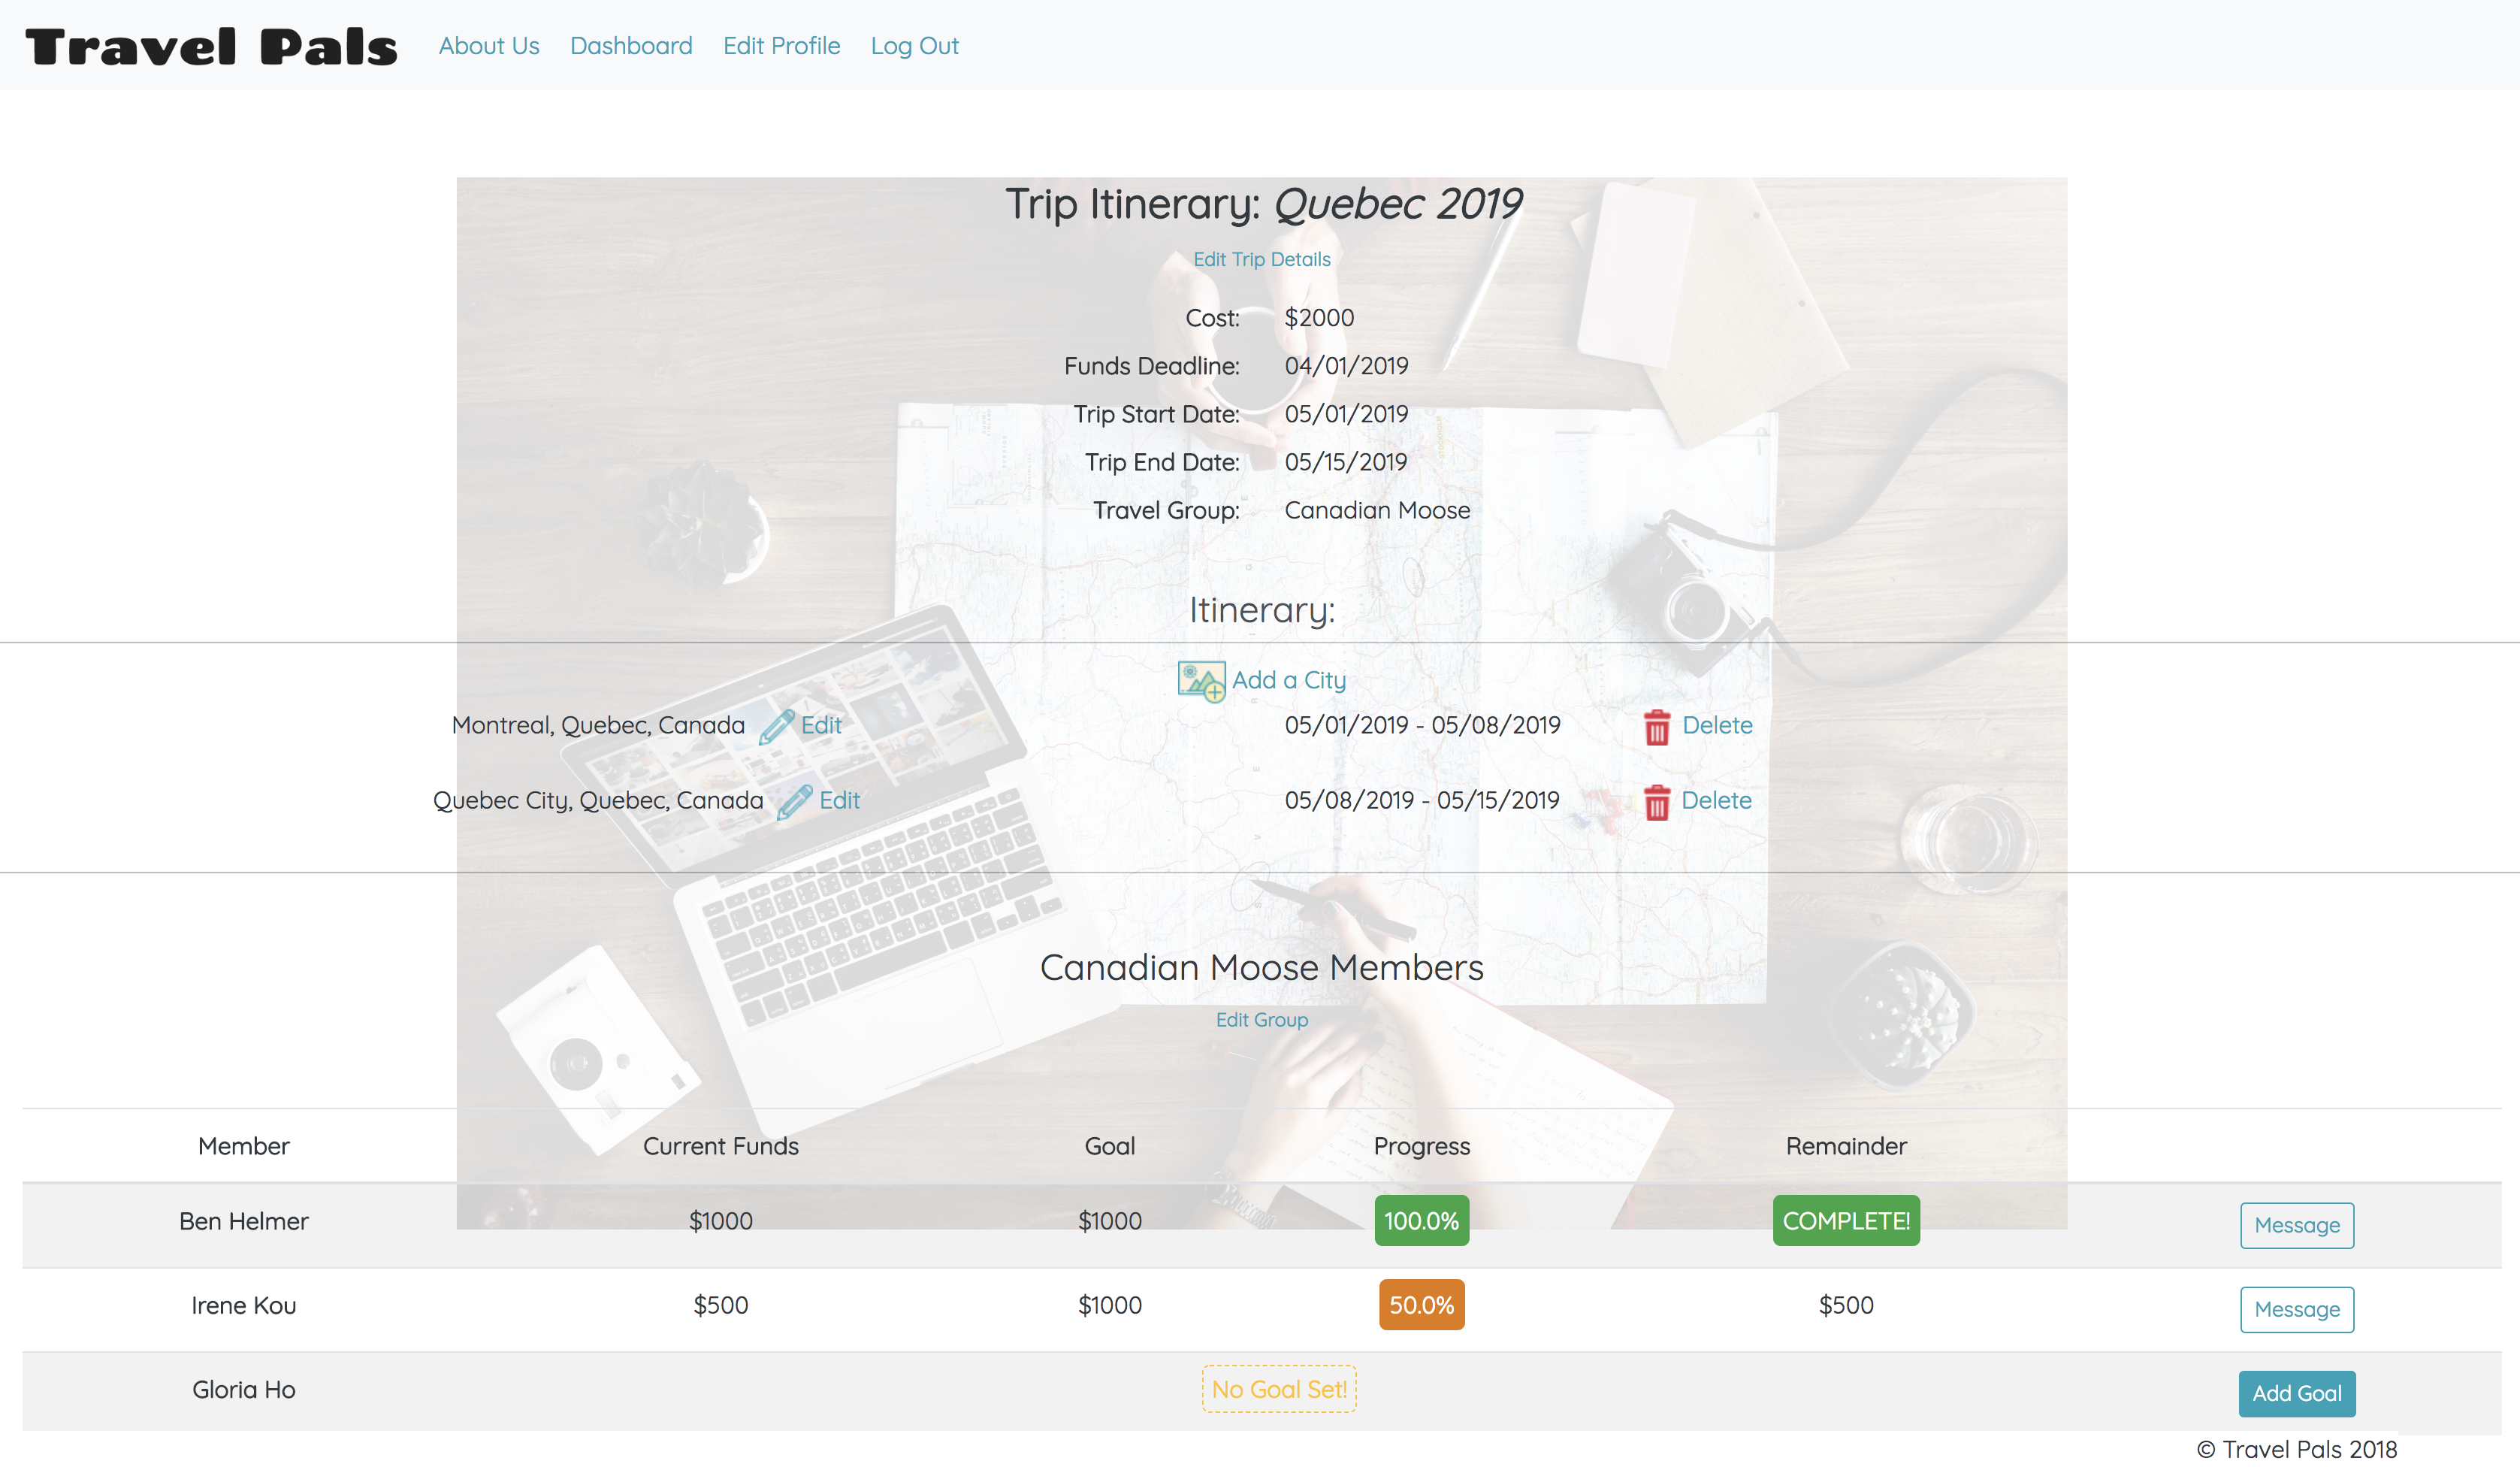 Travel Pals About Us Dashboard Edit Profile Log Out
Trip Itinerary: Quebec 2019
Edit Trip Details
Cost: $2000
Funds Deadline: 04/01/2019
Trip Start Date: 05/01/2019
Trip End Date: 05/15/2019
Travel Group: Canadian Moose
Itinerary:
Add a City
Montreal, Quebec, Canada Edit 05/01/2019 - 05/08/2019 Delete
Quebec City, Quebec, Canada Edit 05/08/2019 - 05/15/2019 Delete
Canadian Moose Members
Edit Group
Member Current Funds Goal Progress Remainder
Ben Helmer $1000 $1000 100.0% COMPLETE! Message
Irene Kou $500 $1000 50.0% $500 Message
Gloria Ho No Goal Set! Add Goal
© Travel Pals 2018